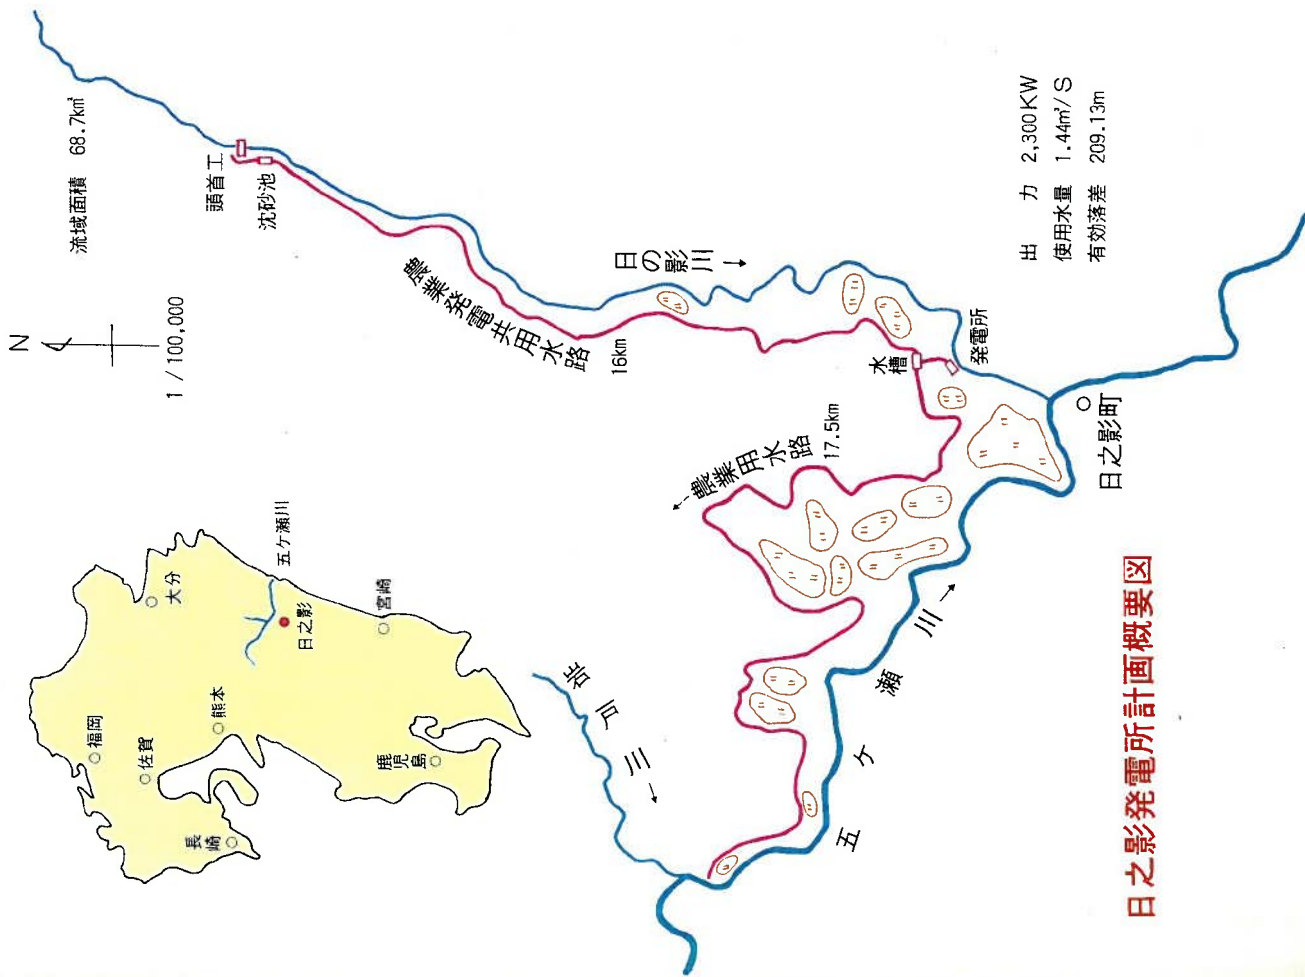 日之影発電所計画概要図
N
1 / 100,000
福岡
佐賀
長崎
熊本
大分
五ケ瀬川
日之影
宮崎
鹿児島
流域面積 68.7km²
頭首工
沈砂池
農業発電共用水路
16km
日の影川
水槽
発電所
農業用水路
17.5km
岩戸川
五ケ瀬川
日之影町
出力 2,300KW
使用水量 1.44m³/S
有効落差 209.13m